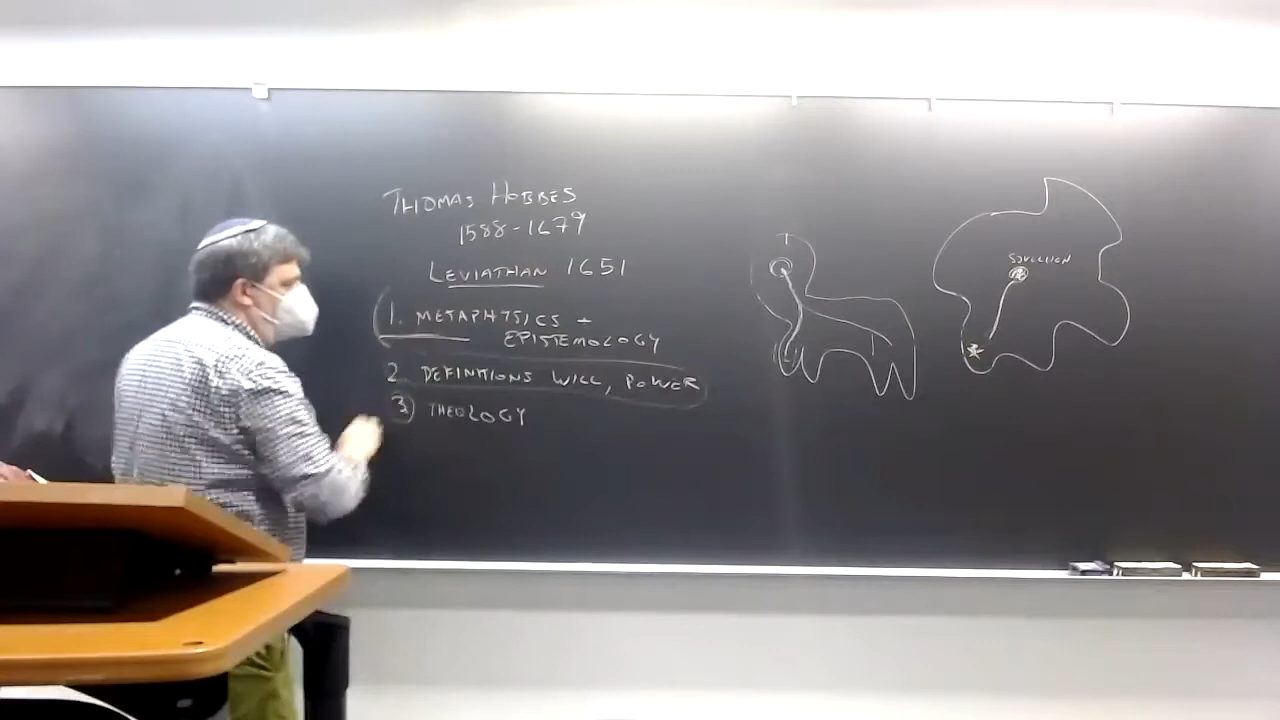 THOMAS HOBBES
1588-1679
LEVIATHAN 1651
1. METAPHYSICS +
EPISTEMOLOGY
2. DEFINITIONS WILL, POWER
3. THEOLOGY
SOVEREIGN